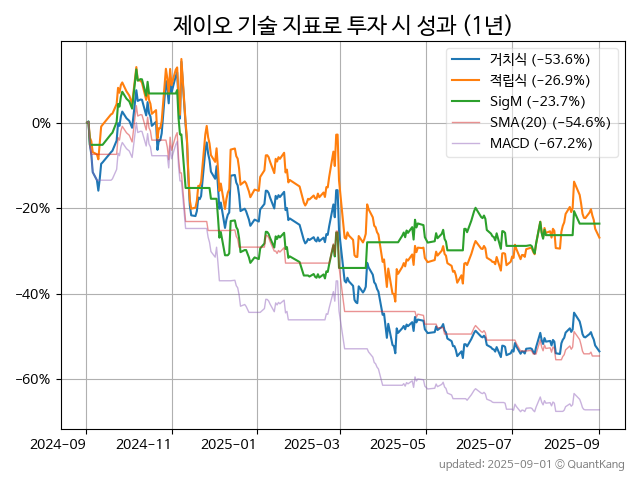 제이오 기술 지표로 투자 시 성과 (1년)
거치식 (−53.6%)
적립식 (−26.9%)
SigM (−23.7%)
SMA(20) (−54.6%)
MACD (−67.2%)
0%
−20%
−40%
−60%
2024-09 2024-11 2025-01 2025-03 2025-05 2025-07 2025-09
updated: 2025-09-01 © QuantKang